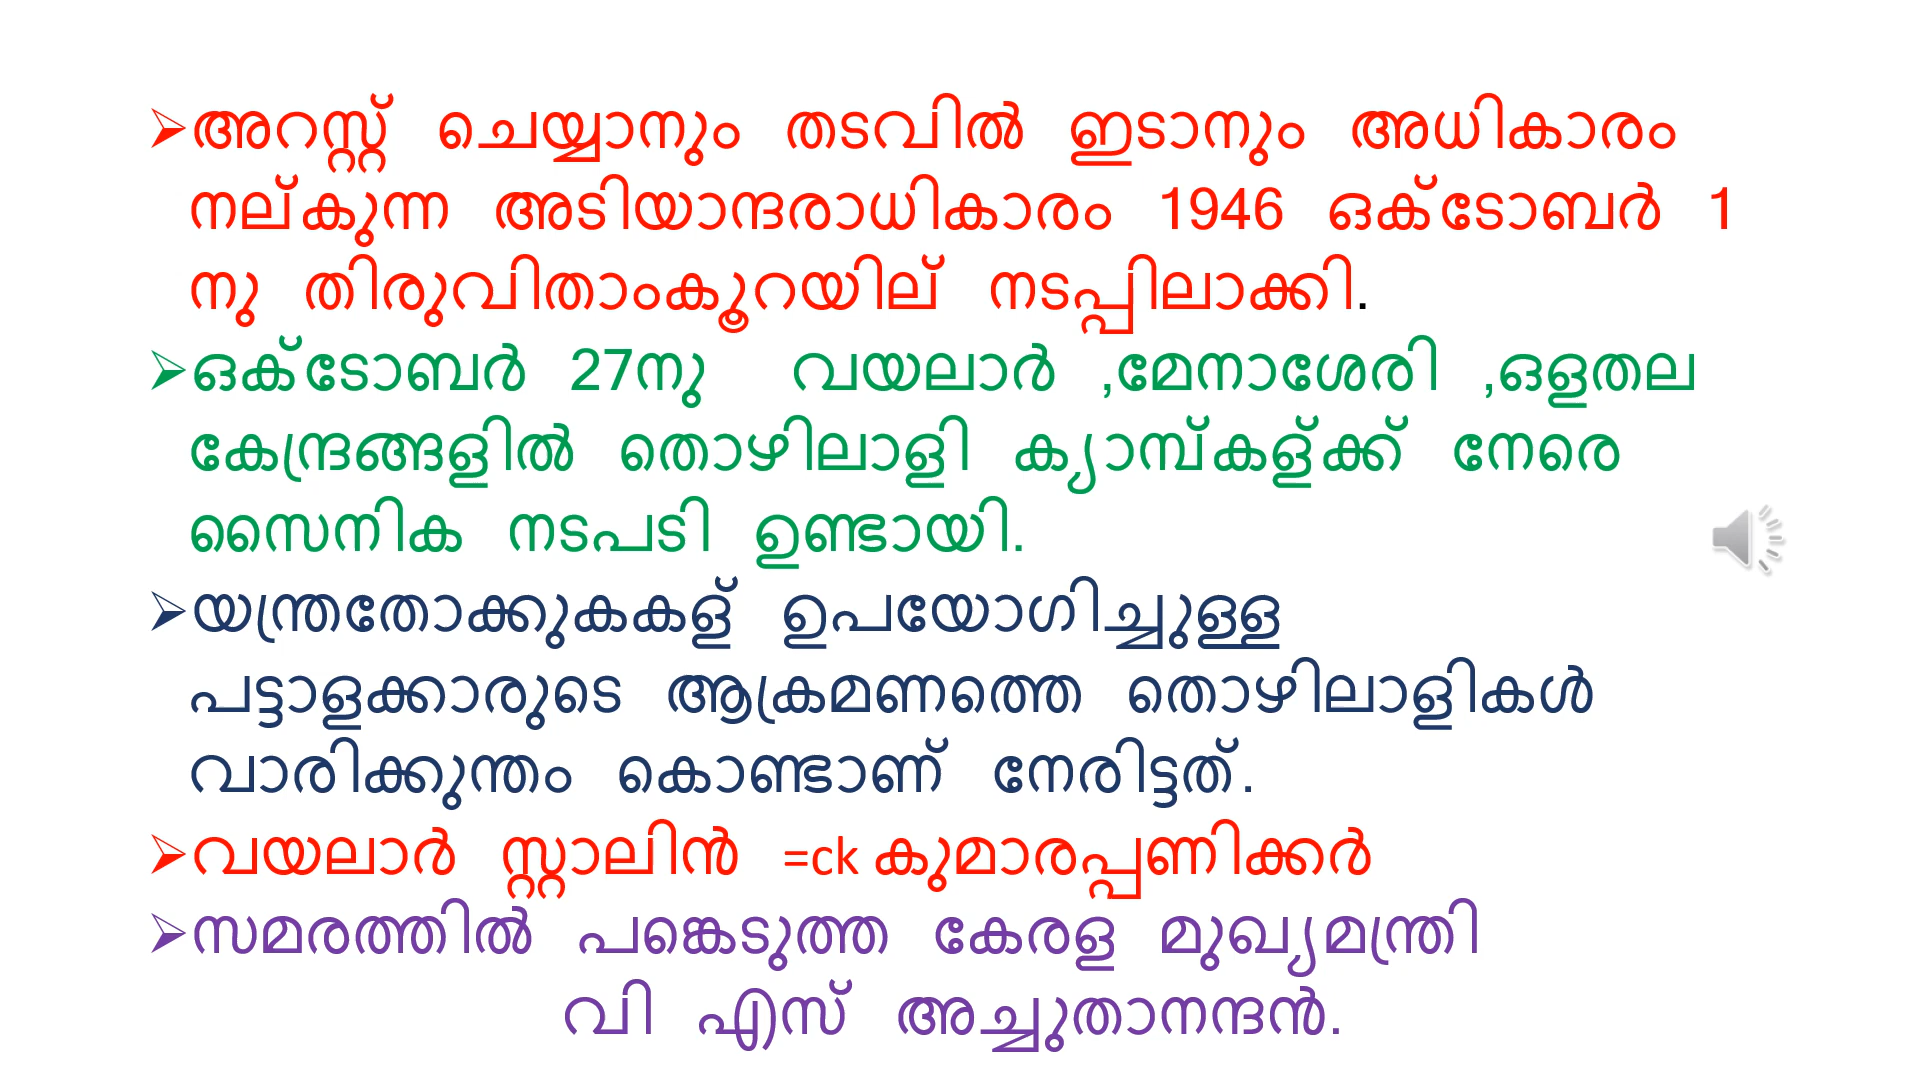 ➢അറസ്റ്റ് ചെയ്യാനും തടവിൽ ഇടാനും അധികാരം
നല്കുന്ന അടിയാന്ദരാധികാരം 1946 ഒക്ടോബർ 1
നു തിരുവിതാംകൂറയില് നടപ്പിലാക്കി.
➢ഒക്ടോബർ 27നു വയലാർ ,മേനാശേരി ,ഒളതല
കേന്ദ്രങ്ങളിൽ തൊഴിലാളി ക്യാമ്പ്കള്ക്ക് നേരെ
സൈനിക നടപടി ഉണ്ടായി.
➢യന്ത്രതോക്കുകകള് ഉപയോഗിച്ചുള്ള
പട്ടാളക്കാരുടെ ആക്രമണത്തെ തൊഴിലാളികൾ
വാരിക്കുന്തം കൊണ്ടാണ് നേരിട്ടത്.
➢വയലാർ സ്റ്റാലിൻ =ck കുമാരപ്പണിക്കർ
➢സമരത്തിൽ പങ്കെടുത്ത കേരള മുഖ്യമന്ത്രി
വി എസ് അച്ചുതാനന്ദൻ.